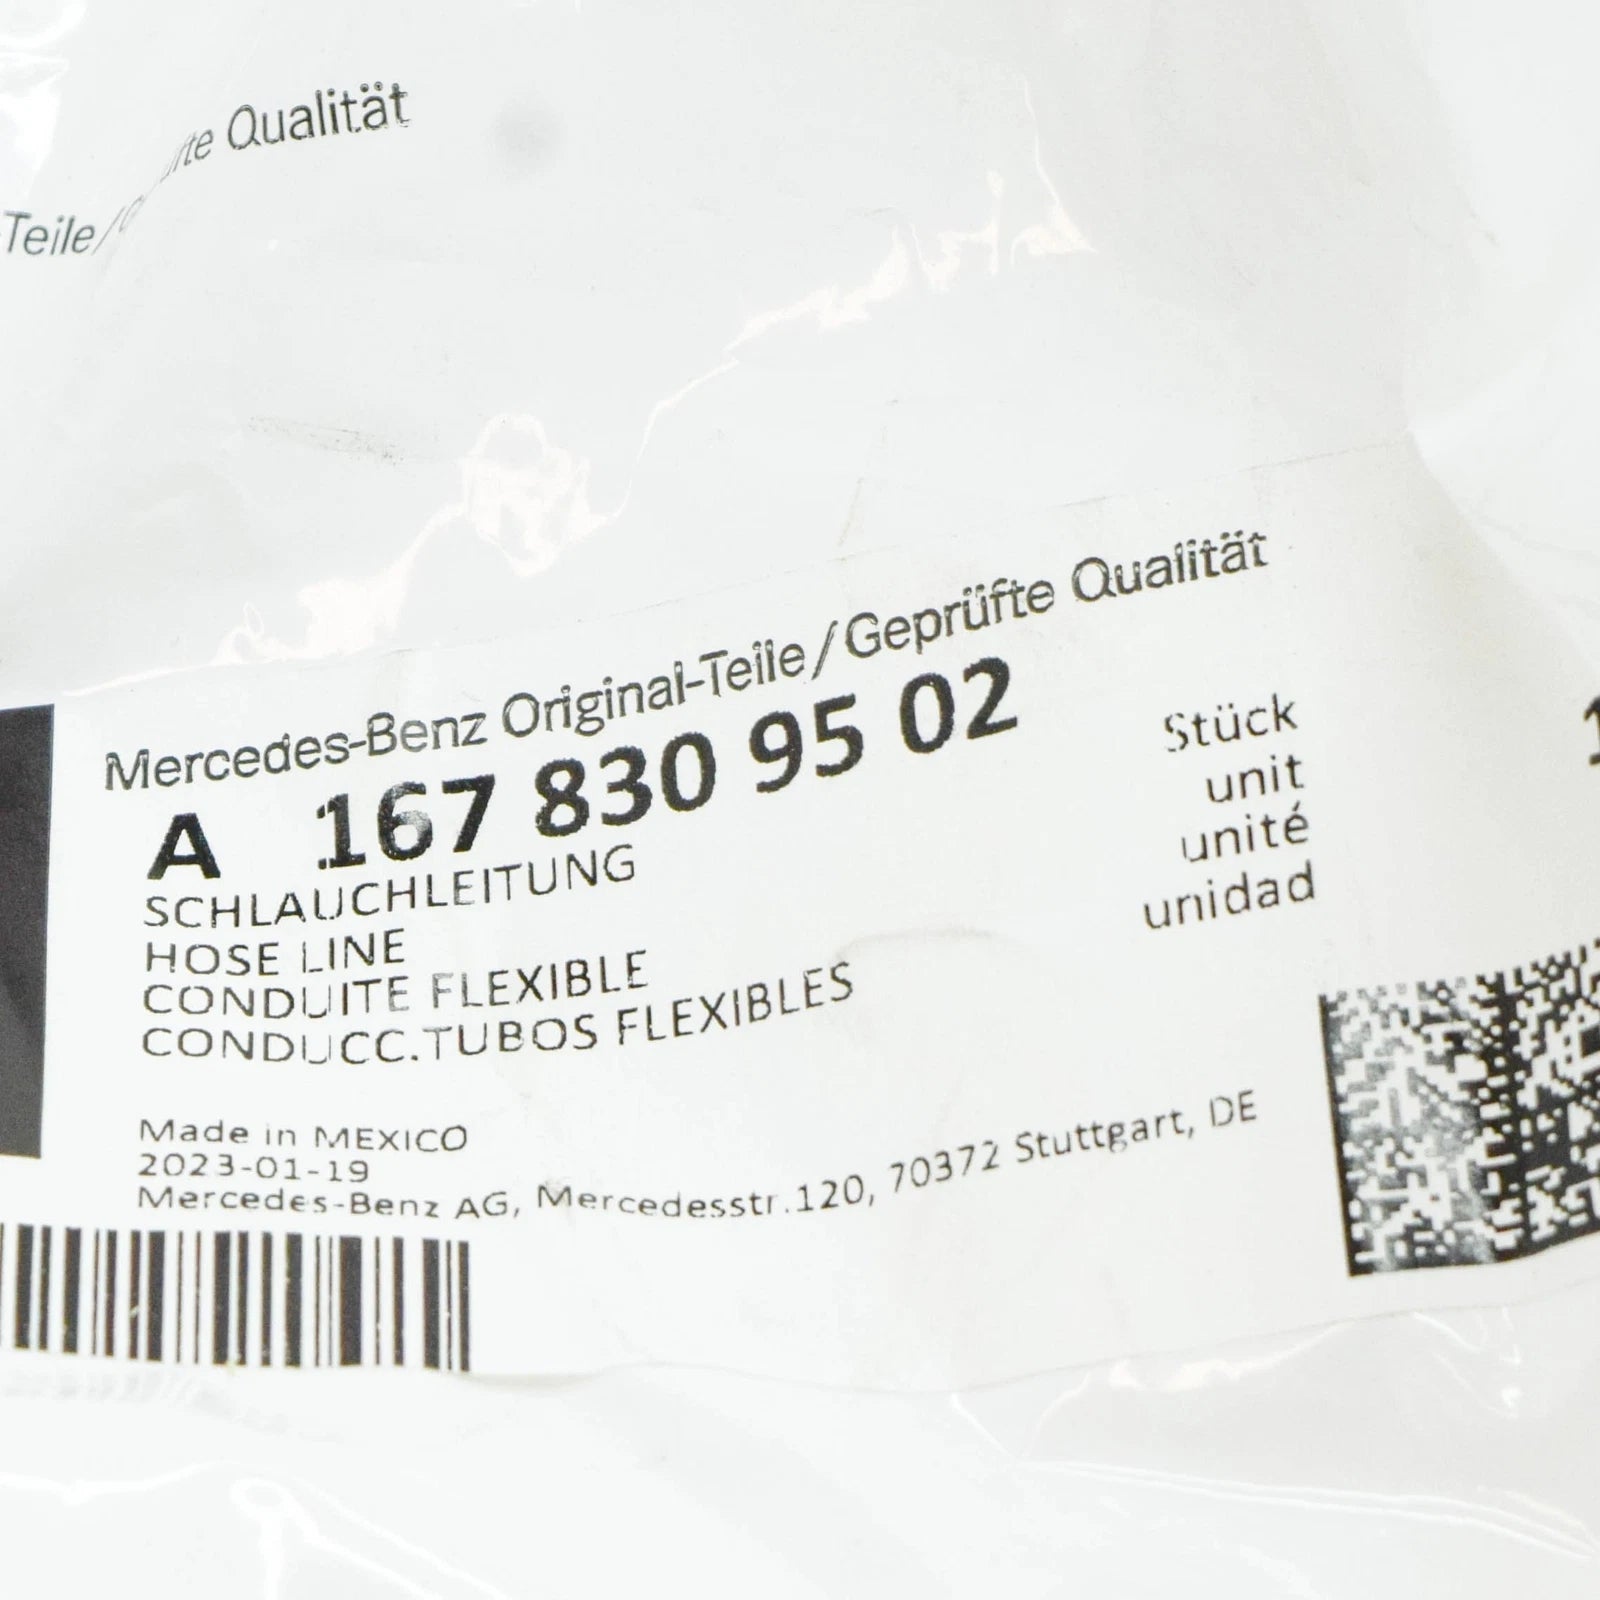 Qualität
-Teile/
Mercedes-Benz Original-Teile/Geprüfte Qualität
A 167 830 95 02
SCHLAUCHLEITUNG
HOSE LINE
CONDUITE FLEXIBLE
CONDUCC.TUBOS FLEXIBLES
Stück
unit
unité
unidad
Made in MEXICO
2023-01-19
Mercedes-Benz AG, Mercedesstr.120, 70372 Stuttgart, DE